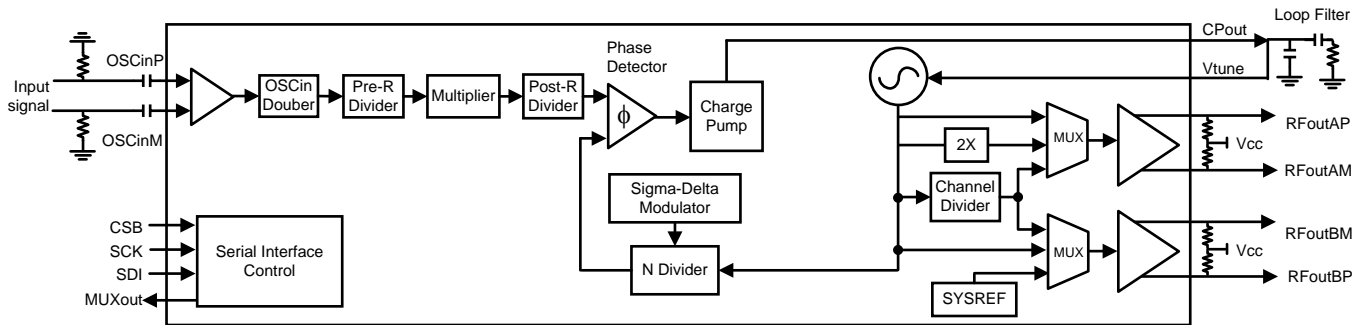 Loop Filter
CPout
Vtune
OSCinP
Input
signal
OSCinM
OSCin
Douber
Pre-R
Divider
Multiplier
Post-R
Divider
Phase
Detector
ϕ
Charge
Pump
MUX
2X
Channel
Divider
RFoutAP
Vcc
RFoutAM
Sigma-Delta
Modulator
N Divider
CSB
SCK
SDI
MUXout
Serial Interface
Control
MUX
SYSREF
RFoutBM
Vcc
RFoutBP